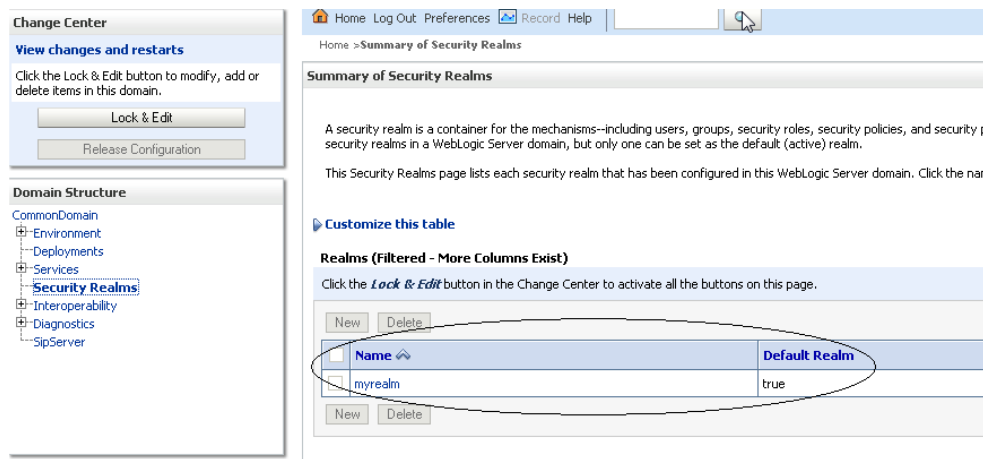 Change Center
View changes and restarts
Click the Lock & Edit button to modify, add or
delete items in this domain.
Lock & Edit
Release Configuration
Domain Structure
CommonDomain
Environment
Deployments
Services
Security Realms
Interoperability
Diagnostics
SipServer
Home Log Out Preferences Record Help
Home >Summary of Security Realms
Summary of Security Realms
A security realm is a container for the mechanisms--including users, groups, security roles, security policies, and security
security realms in a WebLogic Server domain, but only one can be set as the default (active) realm.
This Security Realms page lists each security realm that has been configured in this WebLogic Server domain. Click the
Customize this table
Realms (Filtered - More Columns Exist)
Click the Lock & Edit button in the Change Center to activate all the buttons on this page.
New Delete
Name Default Realm
myrealm true
New Delete